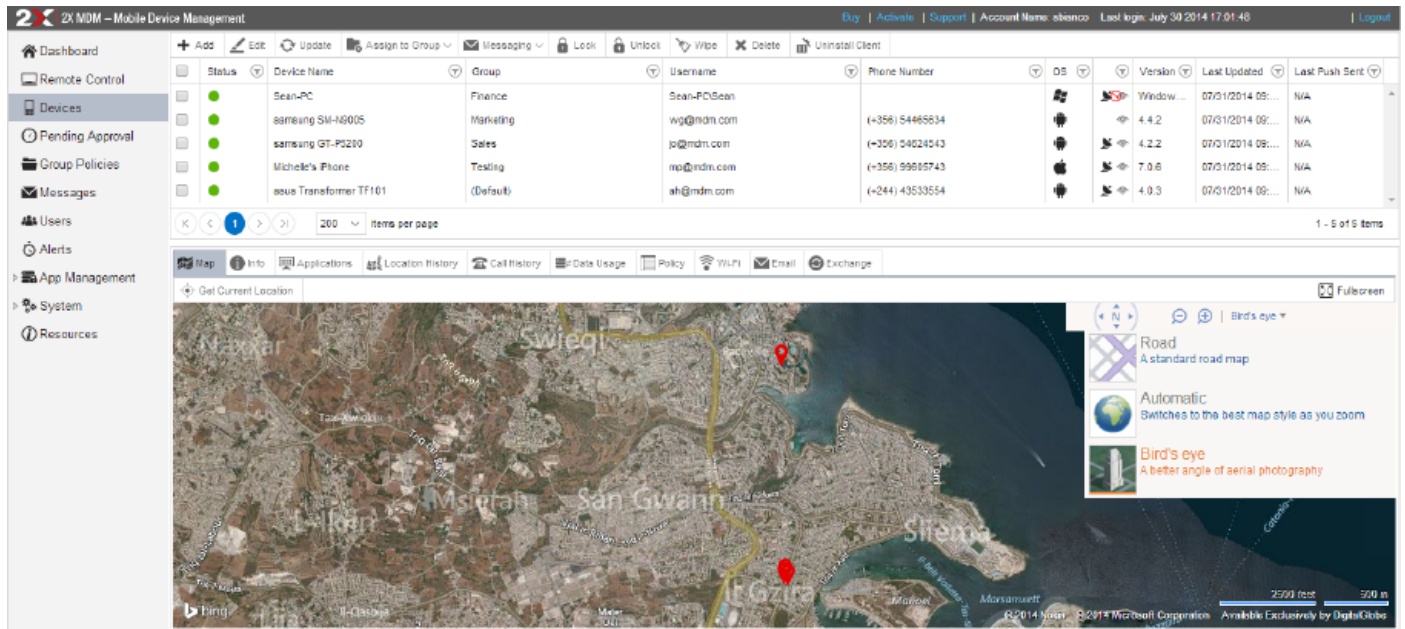 2X 2X MDM – Mobile Device Management Buy | Activate | Support | Account Name: sbianco Last login: July 30 2014 17:01:48 | Logout
Dashboard
Remote Control
Devices
Pending Approval
Group Policies
Messages
Users
Alerts
App Management
System
Resources
Add Edit Update Assign to Group Messaging Lock Unlock Wipe Delete Uninstall Client
Status Device Name Group Username Phone Number OS Version Last Updated Last Push Sent
Sean-PC Finance Sean-PC\Sean Window... 07/31/2014 09:... N/A
samsung SM-N9005 Marketing wg@mdm.com (+356) 54465634 4.4.2 07/31/2014 09:... N/A
samsung GT-P5200 Sales jo@mdm.com (+356) 54624543 4.2.2 07/31/2014 09:... N/A
Michelle's iPhone Testing mp@mdm.com (+356) 99605743 7.0.6 07/31/2014 09:... N/A
asus Transformer TF101 (Default) ah@mdm.com (+244) 43533554 4.0.3 07/31/2014 09:... N/A
1 200 items per page 1 - 5 of 5 items
Map Info Applications Location History Call History Data Usage Policy Wi-Fi Email Exchange
Get Current Location Fullscreen
N | Bird's eye
Road
A standard road map
Automatic
Switches to the best map style as you zoom
Bird's eye
A better angle of aerial photography
Naxxar
Swieqi
Msierah
San Gwann
L-Iklin
Sliema
Gzira
Manoel
Marsamxett
bing
2500 feet 500 m
© 2014 Nokia © 2014 Microsoft Corporation Available Exclusively by DigitalGlobe